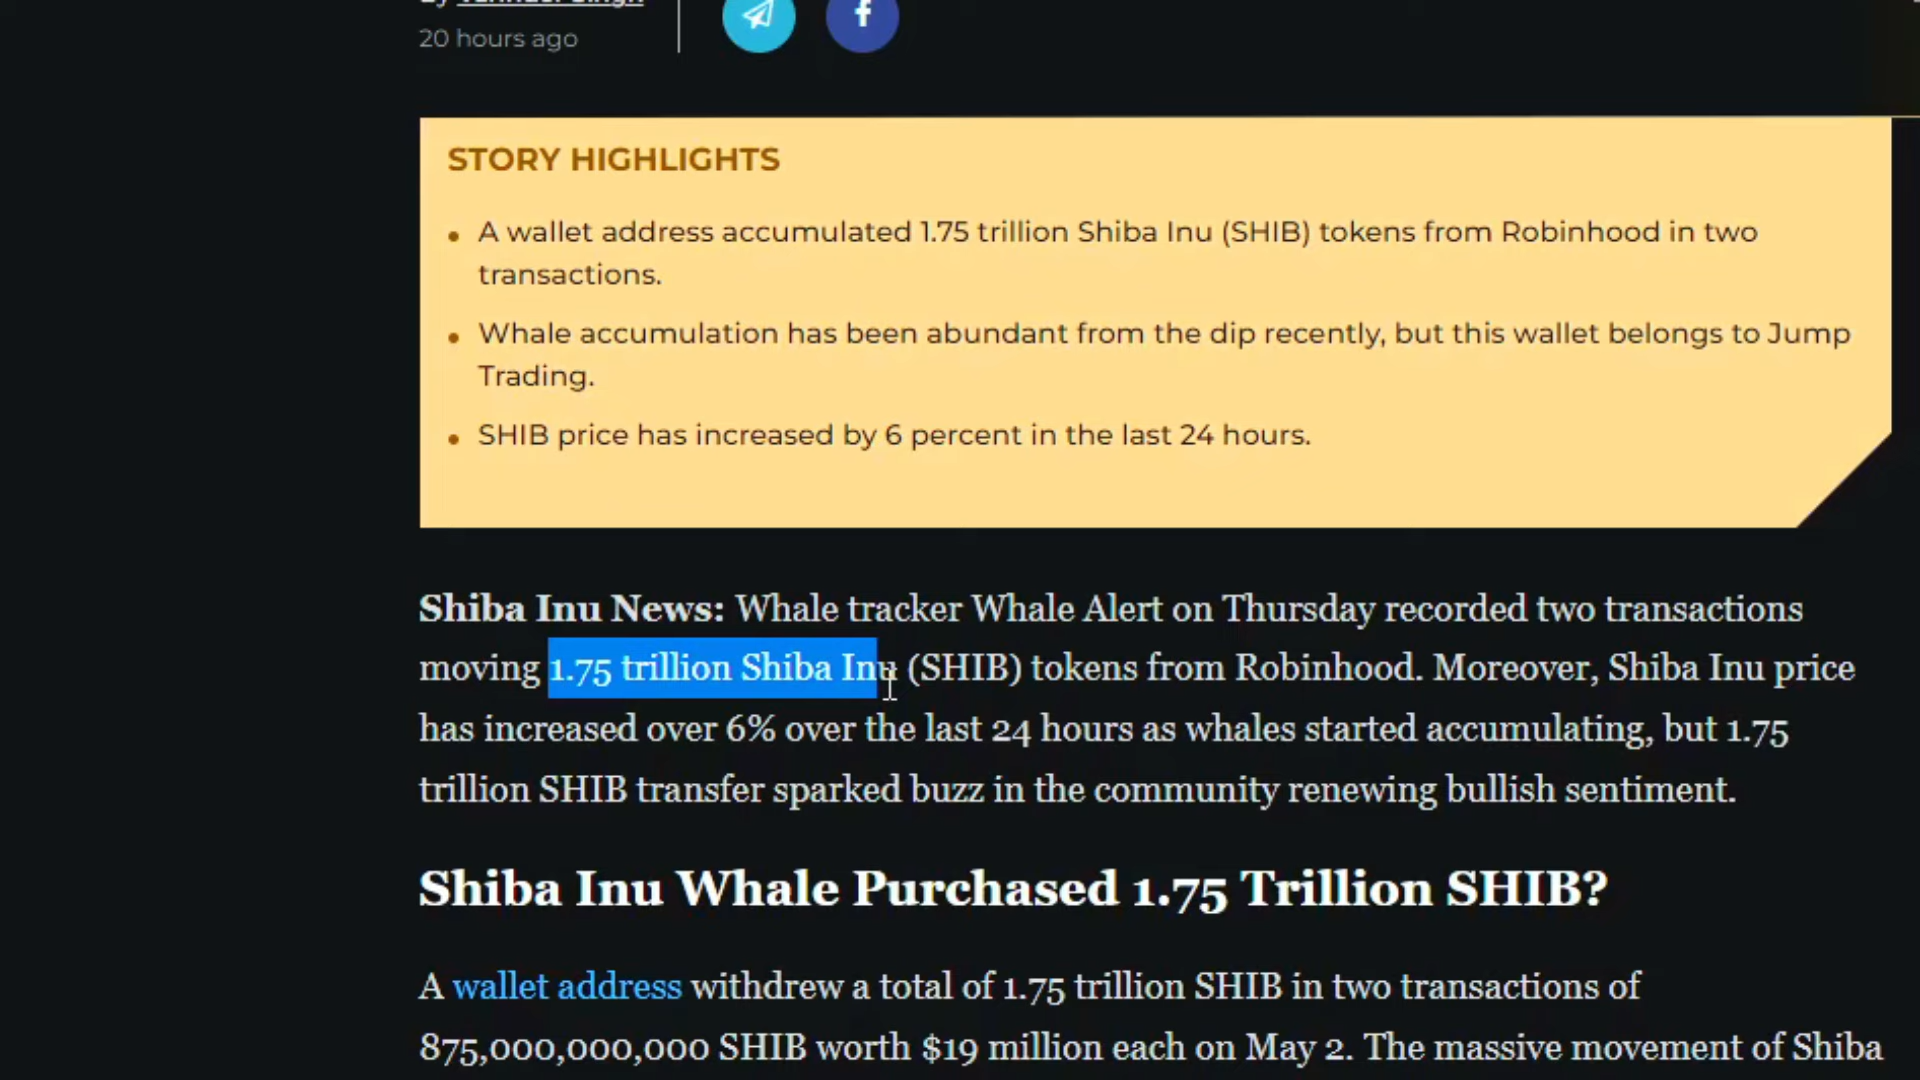 20 hours ago
STORY HIGHLIGHTS
• A wallet address accumulated 1.75 trillion Shiba Inu (SHIB) tokens from Robinhood in two
transactions.
• Whale accumulation has been abundant from the dip recently, but this wallet belongs to Jump
Trading.
• SHIB price has increased by 6 percent in the last 24 hours.
Shiba Inu News: Whale tracker Whale Alert on Thursday recorded two transactions
moving 1.75 trillion Shiba Inu (SHIB) tokens from Robinhood. Moreover, Shiba Inu price
has increased over 6% over the last 24 hours as whales started accumulating, but 1.75
trillion SHIB transfer sparked buzz in the community renewing bullish sentiment.
Shiba Inu Whale Purchased 1.75 Trillion SHIB?
A wallet address withdrew a total of 1.75 trillion SHIB in two transactions of
875,000,000,000 SHIB worth $19 million each on May 2. The massive movement of Shiba